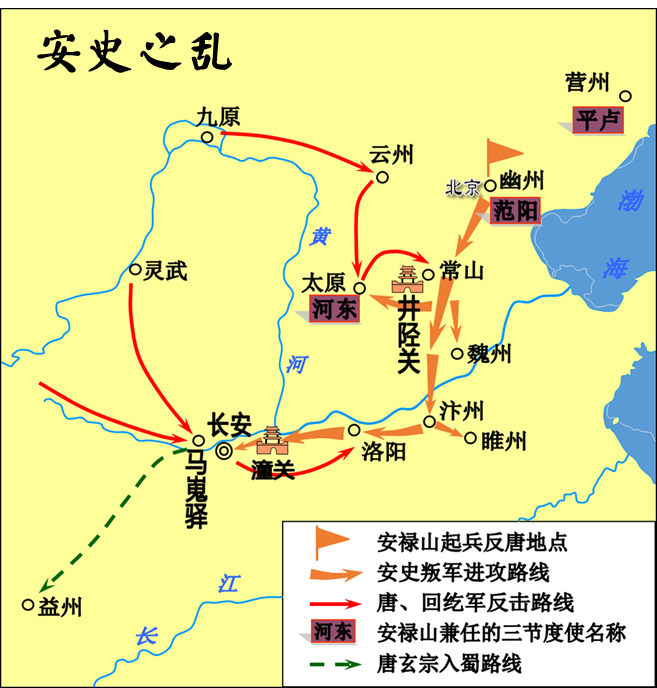 安史之乱
营州
平卢
九原
云州
北京
幽州
范阳
渤
海
黄
河
灵武
太原
河东
常山
井陉关
魏州
汴州
睢州
洛阳
长安
潼关
马嵬驿
益州
长
江
安禄山起兵反唐地点
安史叛军进攻路线
唐、回纥军反击路线
河东 安禄山兼任的三节度使名称
唐玄宗入蜀路线